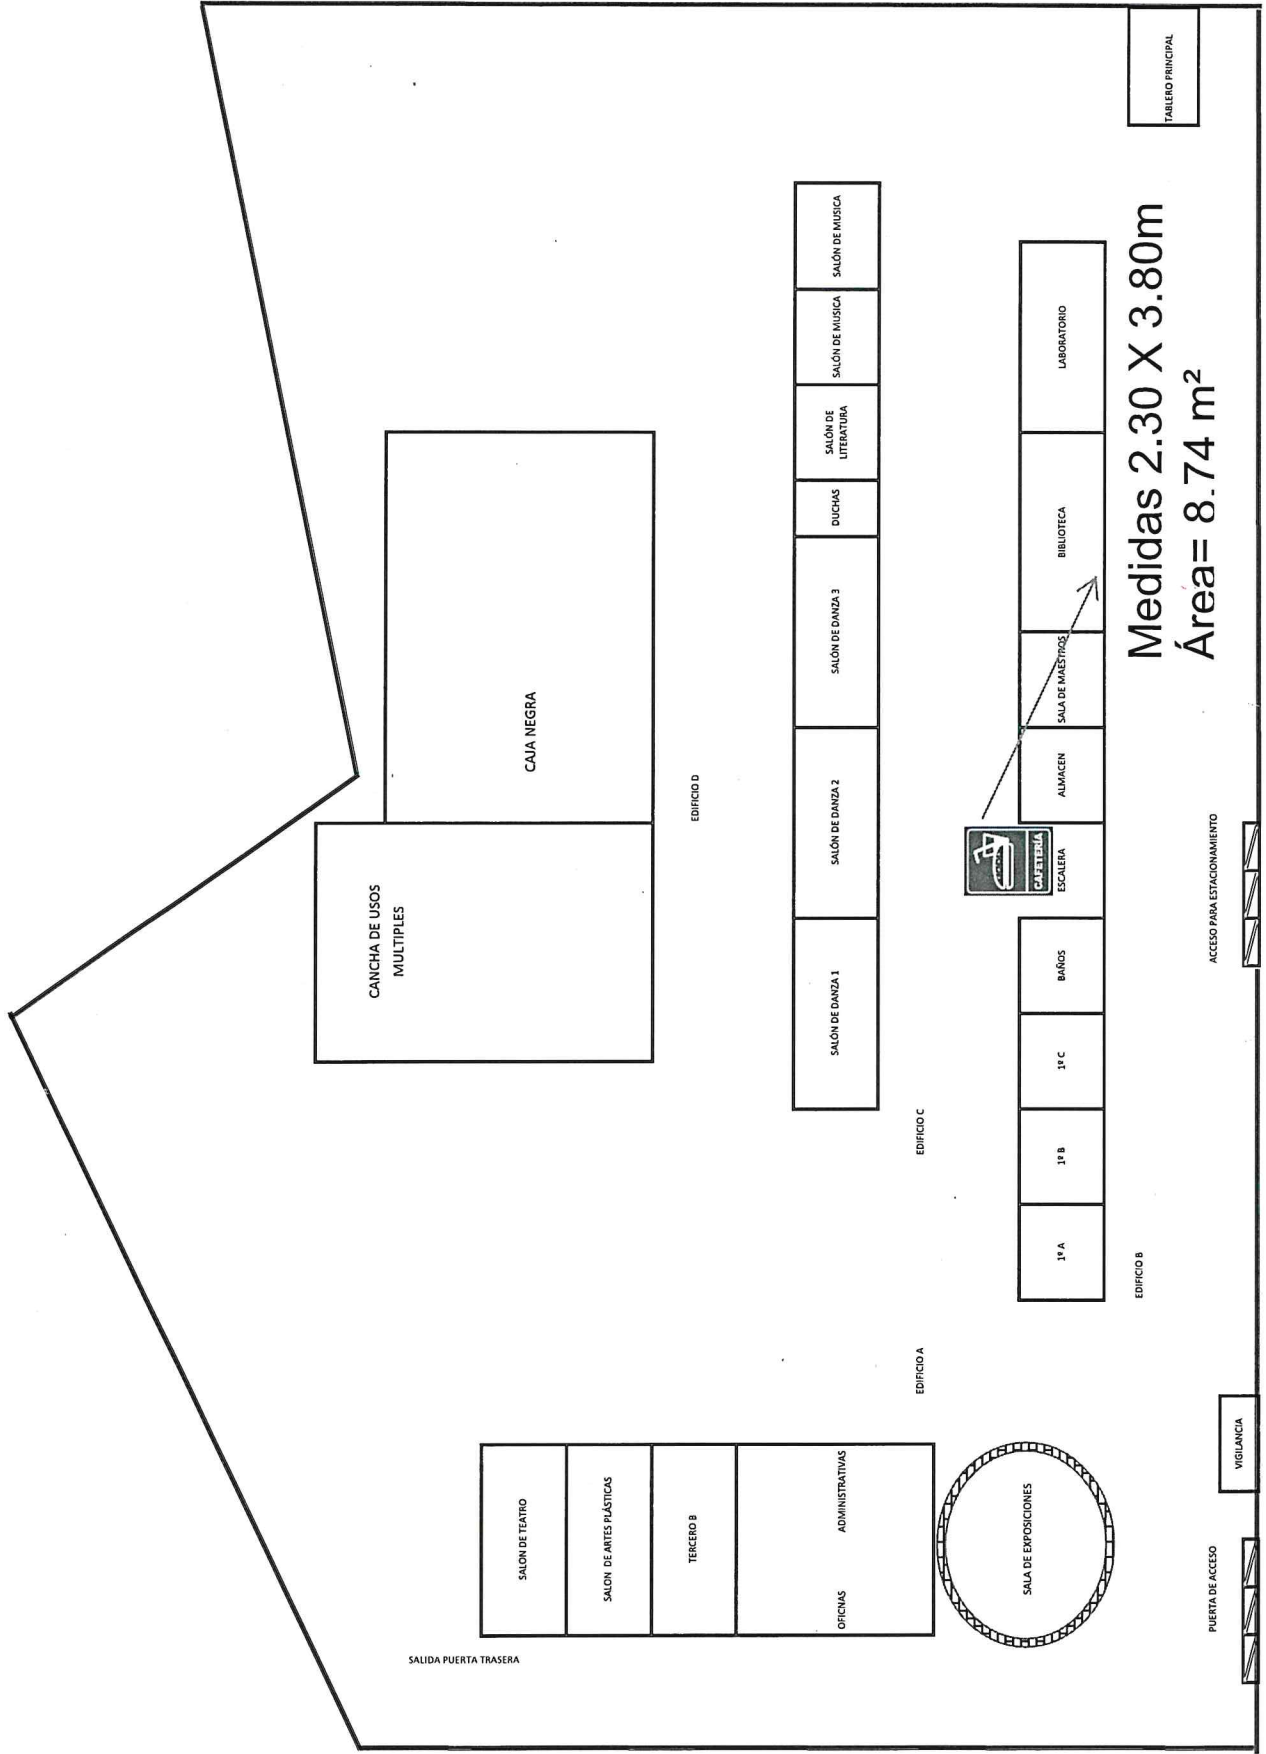 CANCHA DE USOS
MULTIPLES
CAJA NEGRA
EDIFICIO D
SALIDA PUERTA TRASERA
SALON DE TEATRO
SALON DE ARTES PLÁSTICAS
TERCERO B
OFICNAS ADMINISTRATIVAS
SALA DE EXPOSICIONES
EDIFICIO A
SALÓN DE DANZA 1
SALÓN DE DANZA 2
SALÓN DE DANZA 3
DUCHAS
SALÓN DE
LITERATURA
SALÓN DE MUSICA
SALÓN DE MUSICA
EDIFICIO C
CAFETERÍA
1º A
1º B
1º C
BAÑOS
ESCALERA
ALMACEN
SALA DE MAESTROS
BIBLIOTECA
LABORATORIO
EDIFICIO B
Medidas 2.30 X 3.80m
Área= 8.74 m²
TABLERO PRINCIPAL
PUERTA DE ACCESO
VIGILANCIA
ACCESO PARA ESTACIONAMIENTO